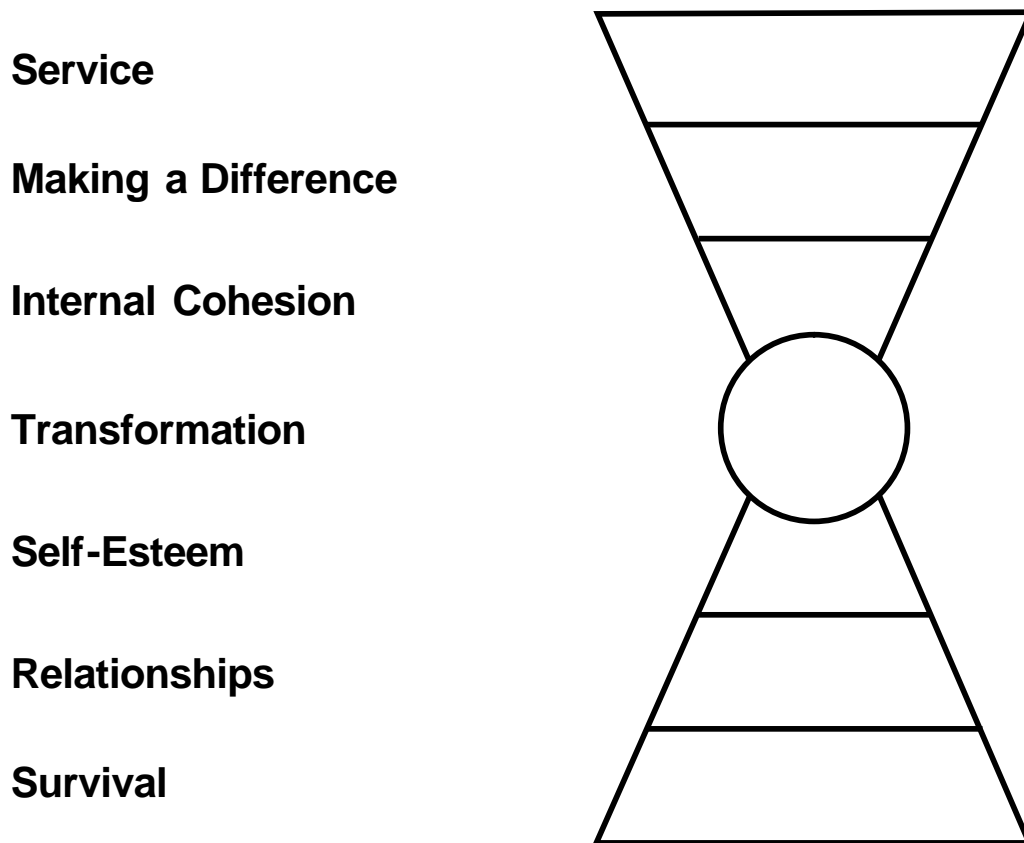 Service
Making a Difference
Internal Cohesion
Transformation
Self-Esteem
Relationships
Survival